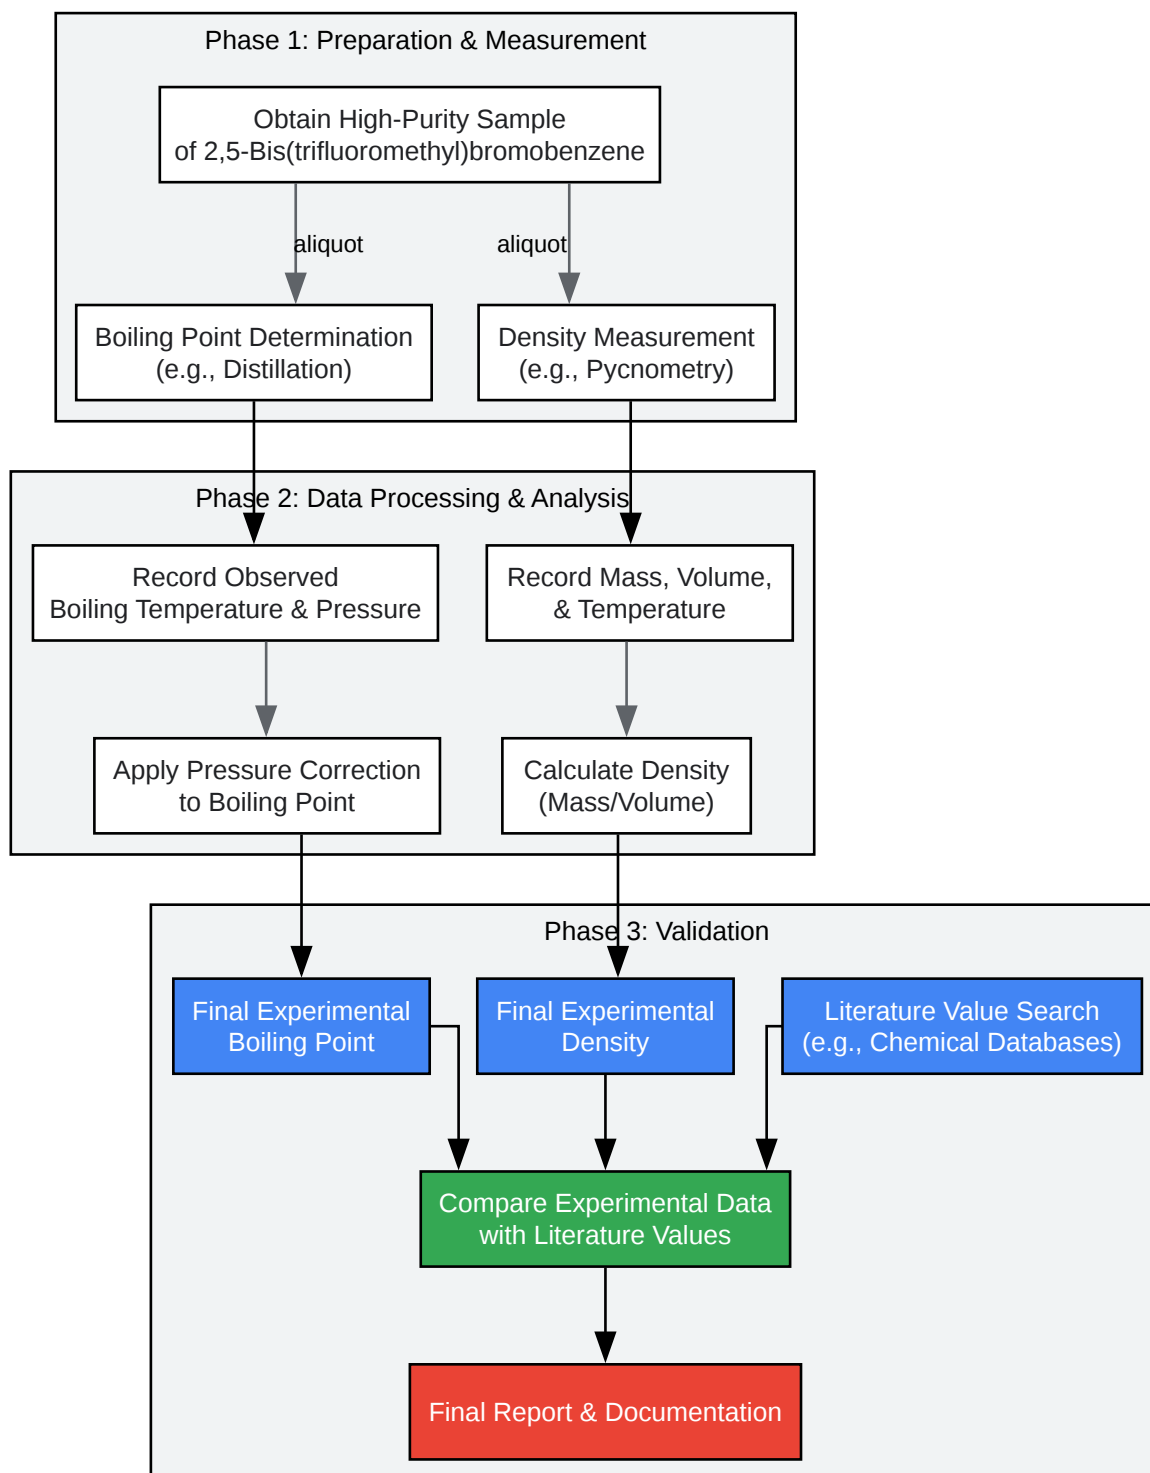 Phase 1: Preparation & Measurement
Obtain High-Purity Sample
of 2,5-Bis(trifluoromethyl)bromobenzene
aliquot
aliquot
Boiling Point Determination
(e.g., Distillation)
Density Measurement
(e.g., Pycnometry)
Phase 2: Data Processing & Analysis
Record Observed
Boiling Temperature & Pressure
Record Mass, Volume,
& Temperature
Apply Pressure Correction
to Boiling Point
Calculate Density
(Mass/Volume)
Phase 3: Validation
Final Experimental
Boiling Point
Final Experimental
Density
Literature Value Search
(e.g., Chemical Databases)
Compare Experimental Data
with Literature Values
Final Report & Documentation